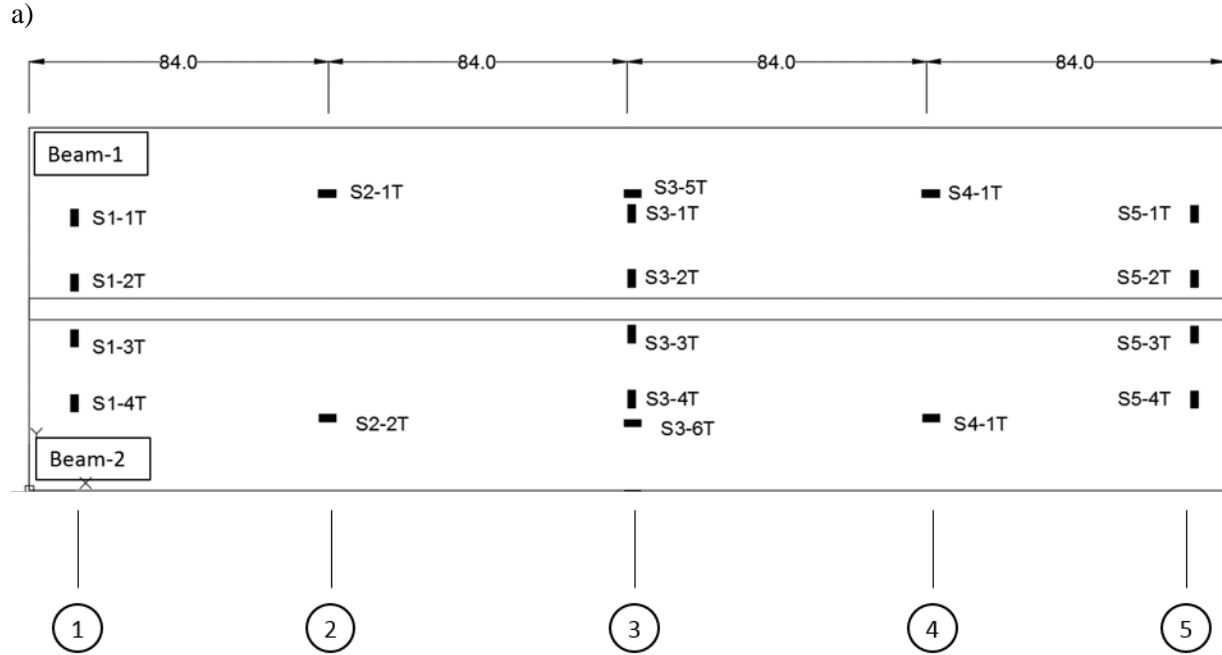 a)
84.0 84.0 84.0 84.0
Beam-1
S2-1T S3-5T S4-1T
S1-1T S3-1T S5-1T
S1-2T S3-2T S5-2T
S1-3T S3-3T S5-3T
S1-4T S3-4T S5-4T
S2-2T S3-6T S4-1T
Y
Beam-2
X
1 2 3 4 5